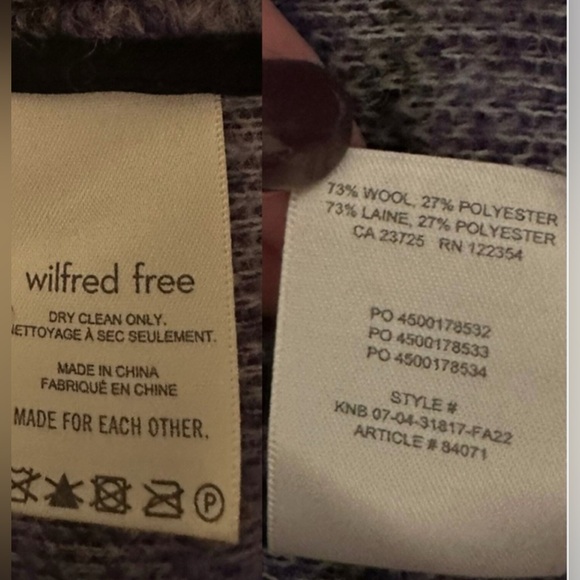 wilfred free
DRY CLEAN ONLY.
NETTOYAGE À SEC SEULEMENT.
MADE IN CHINA
FABRIQUÉ EN CHINE
MADE FOR EACH OTHER.
P
73% WOOL, 27% POLYESTER
73% LAINE, 27% POLYESTER
CA 23725 RN 122354
PO 4500178532
PO 4500178533
PO 4500178534
STYLE #
KNB 07-04-31817-FA22
ARTICLE # 84071